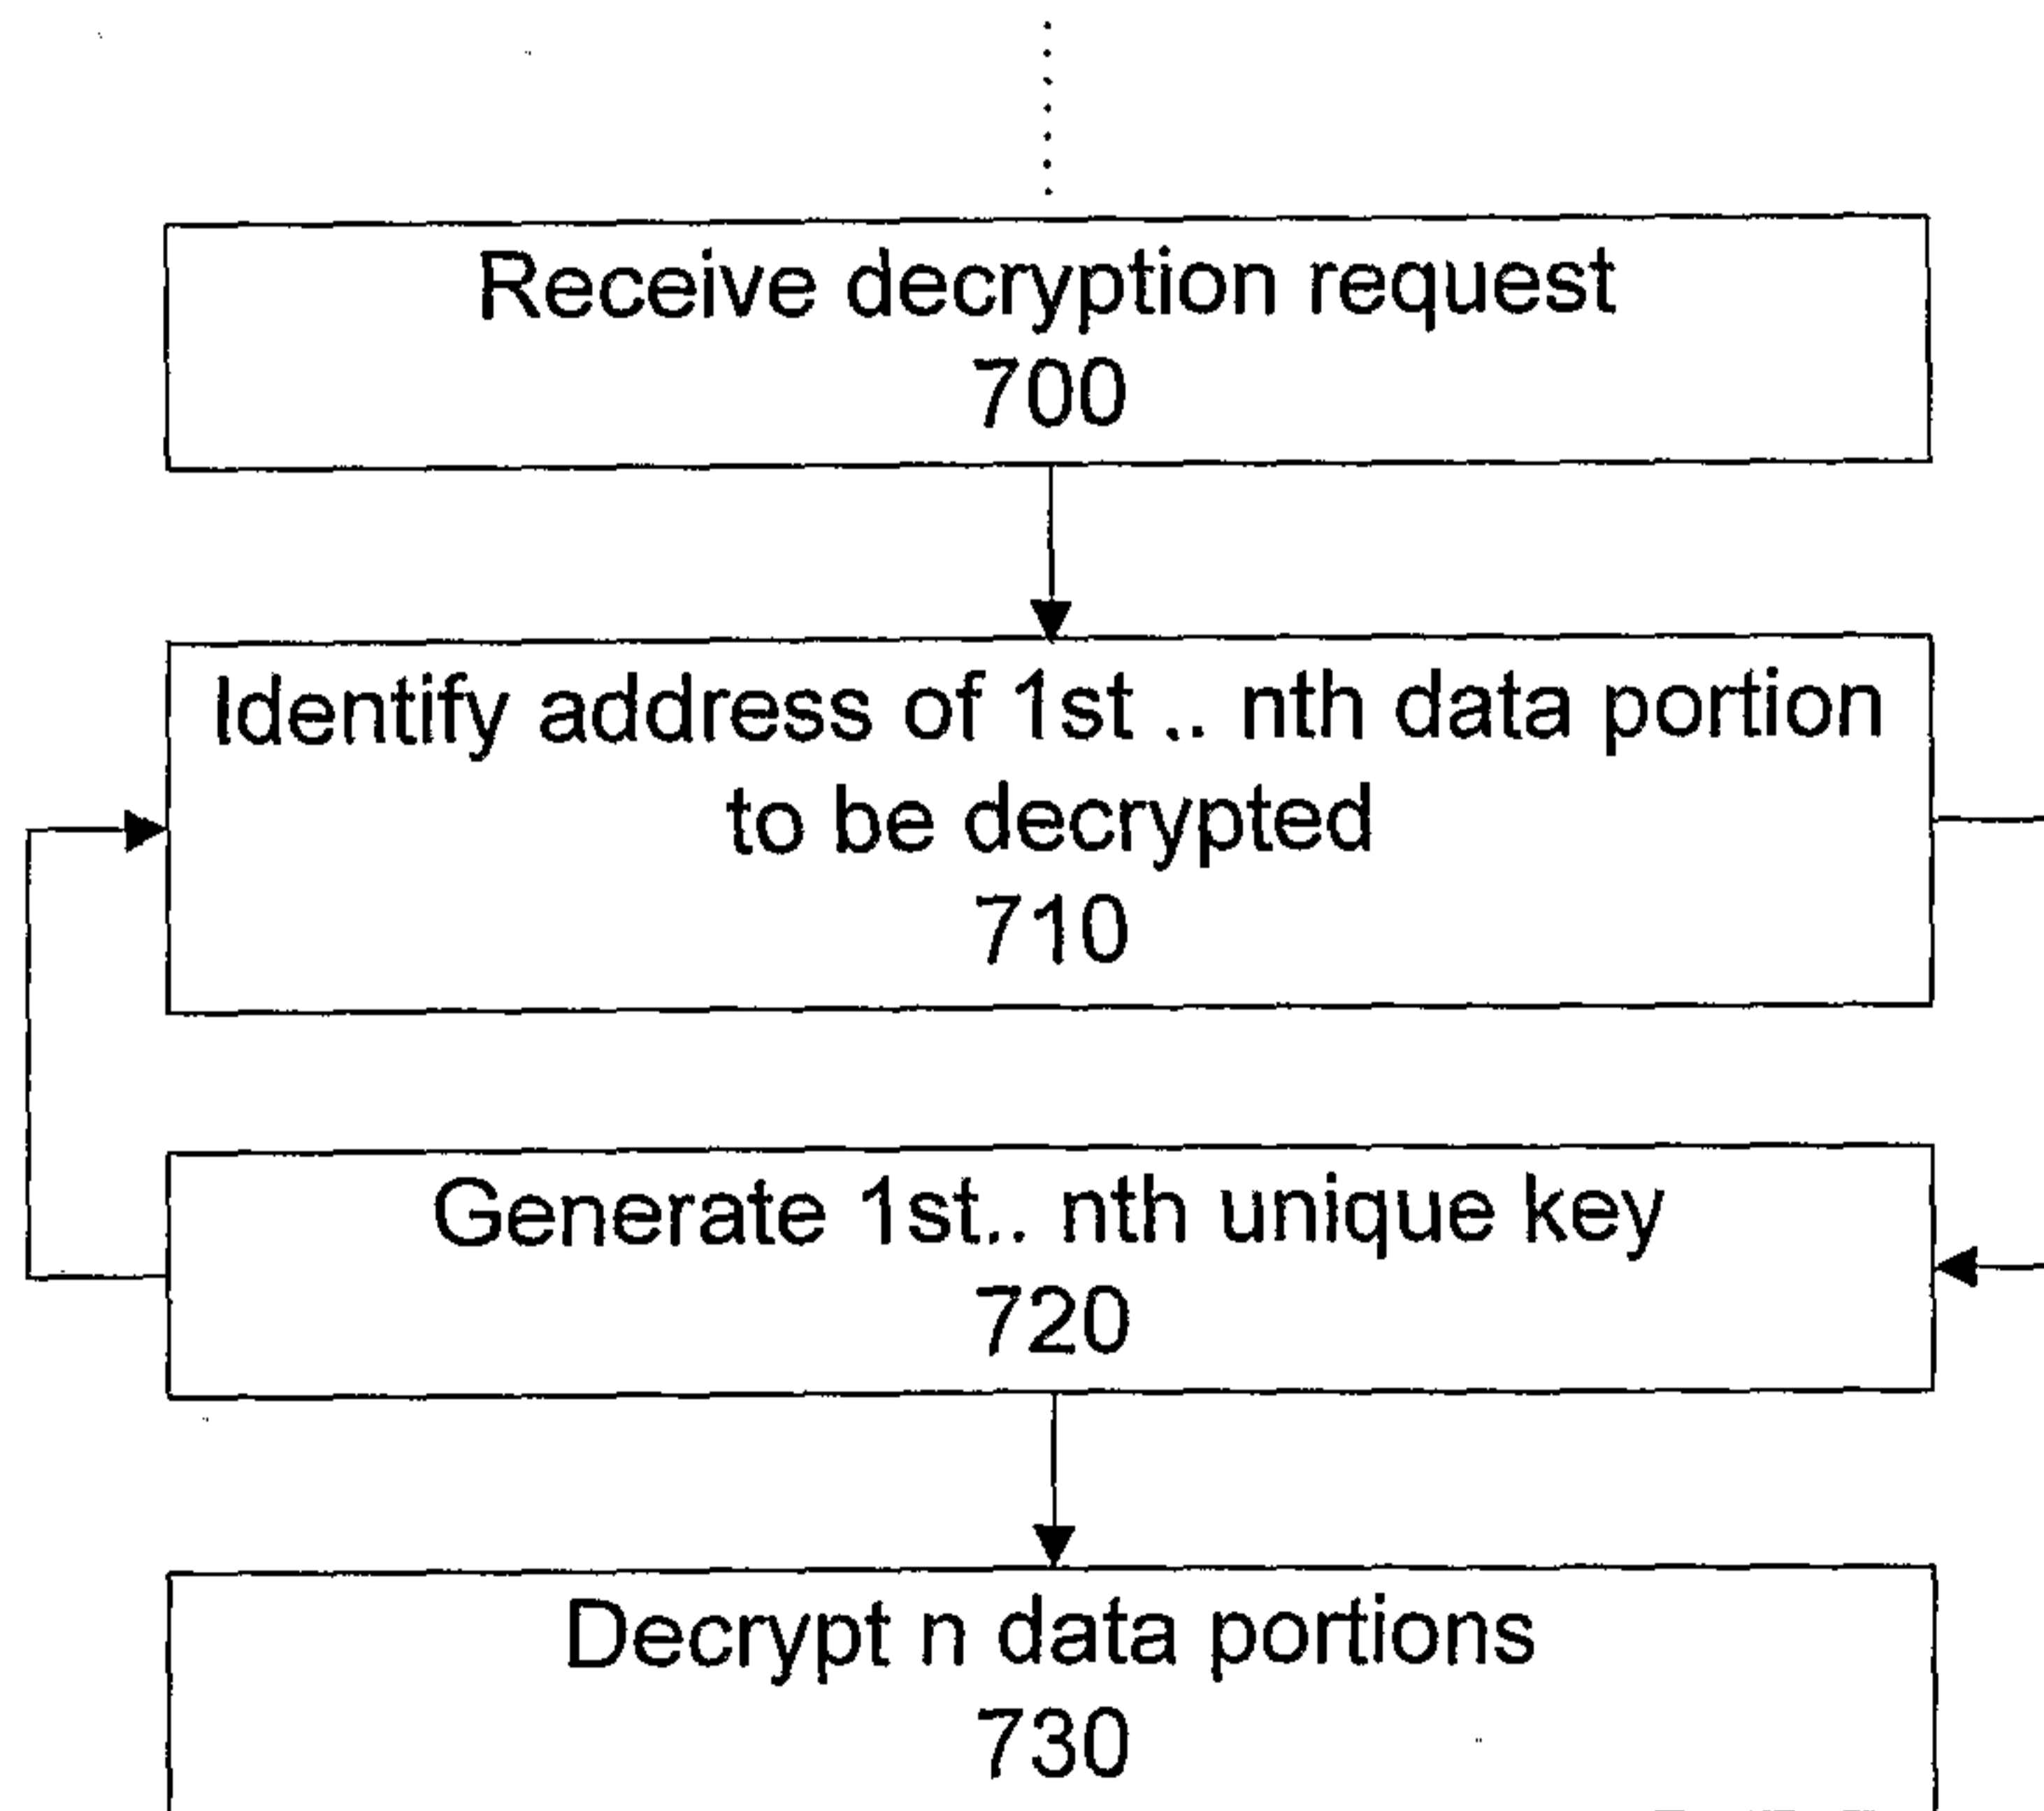 Receive decryption request
700
Identify address of 1st .. nth data portion
to be decrypted
710
Generate 1st.. nth unique key
720
Decrypt n data portions
730